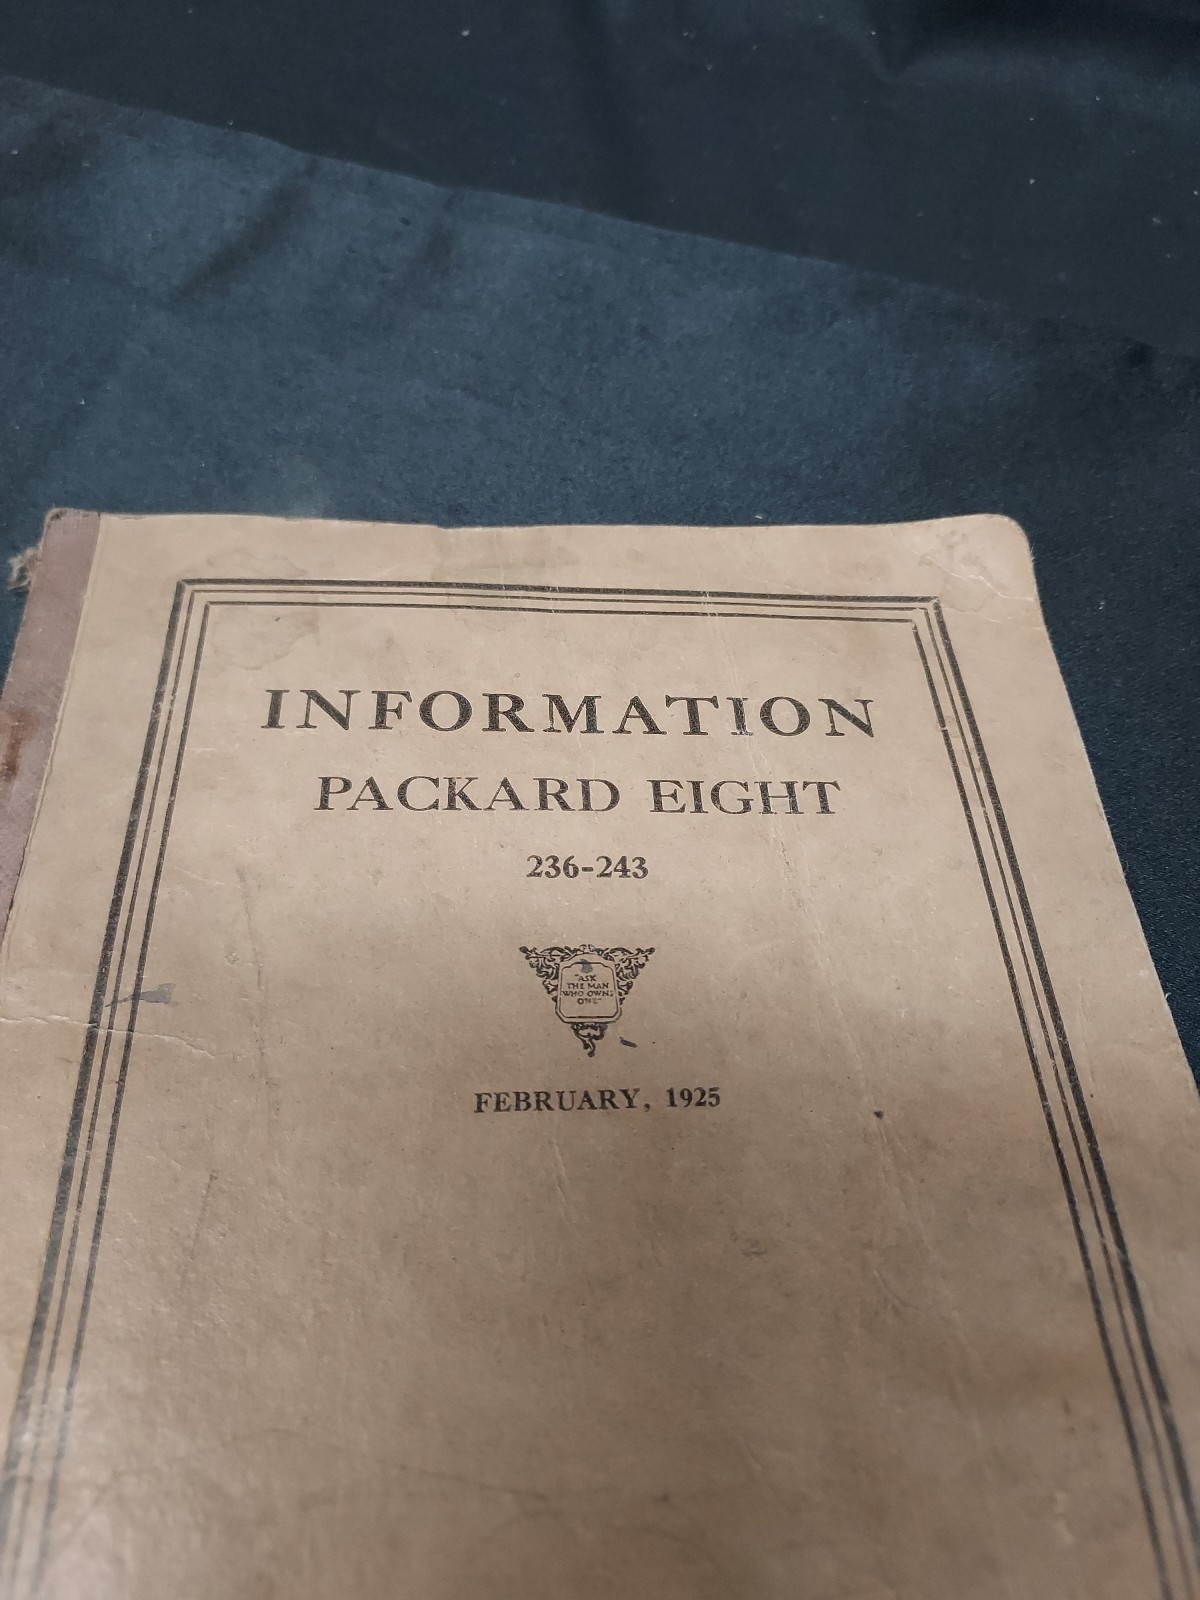 INFORMATION
PACKARD EIGHT
236-243
"ASK
THE MAN
WHO OWNS
ONE"
FEBRUARY, 1925